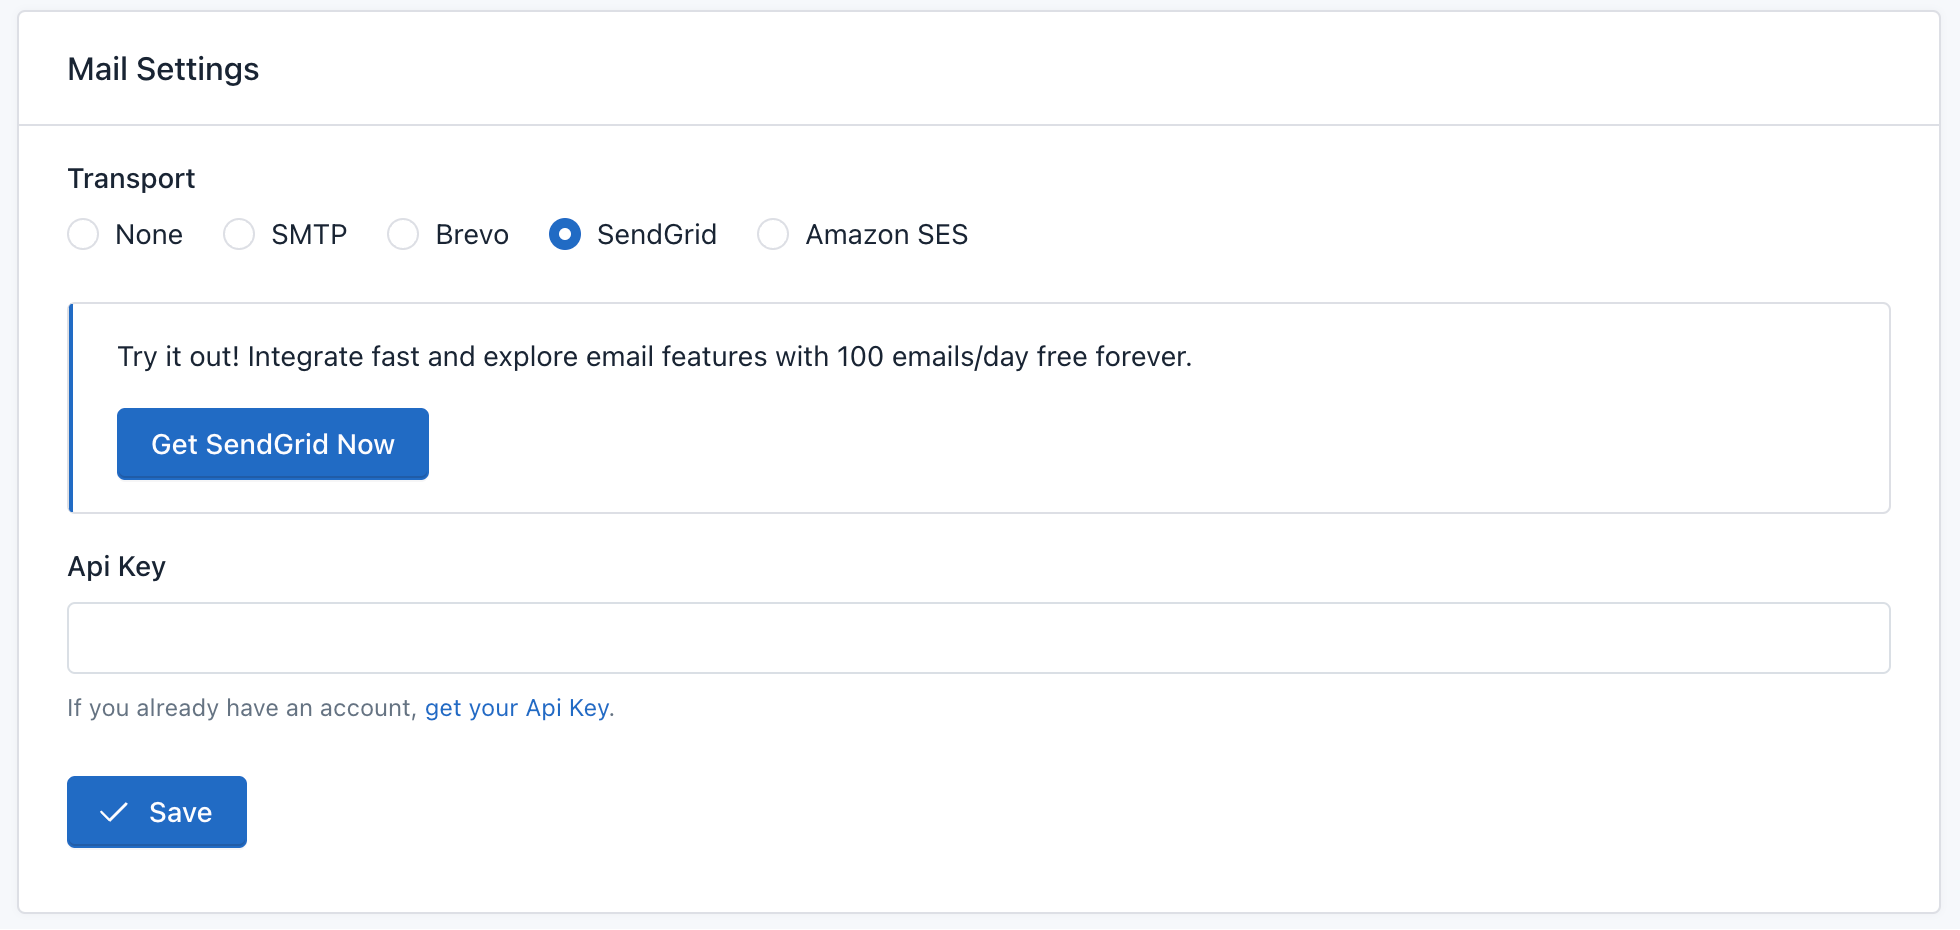 Mail Settings
Transport
None SMTP Brevo SendGrid Amazon SES
Try it out! Integrate fast and explore email features with 100 emails/day free forever.
Get SendGrid Now
Api Key
If you already have an account, get your Api Key.
Save